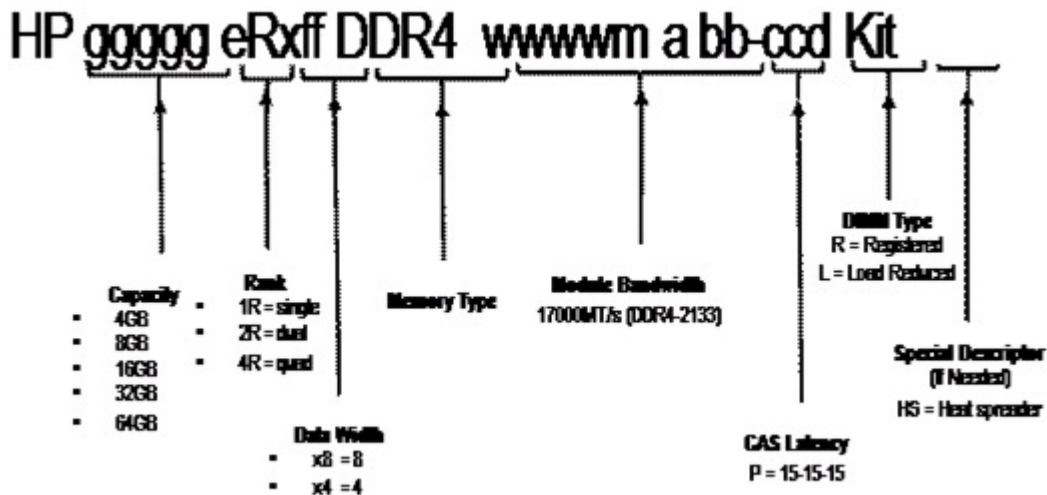 HP ggggg eRxff DDR4 wwwwm a bb-ccd Kit
DIMM Type
R = Registered
L = Load Reduced
Capacity
▪ 4GB
▪ 8GB
▪ 16GB
▪ 32GB
▪ 64GB
Rank
▪ 1R = single
▪ 2R = dual
▪ 4R = quad
Memory Type
Module Bandwidth
17000MT/s (DDR4-2133)
Special Descriptor
(If Needed)
HS = Heat spreader
Data Width
▪ x8 = 8
▪ x4 = 4
CAS Latency
P = 15-15-15